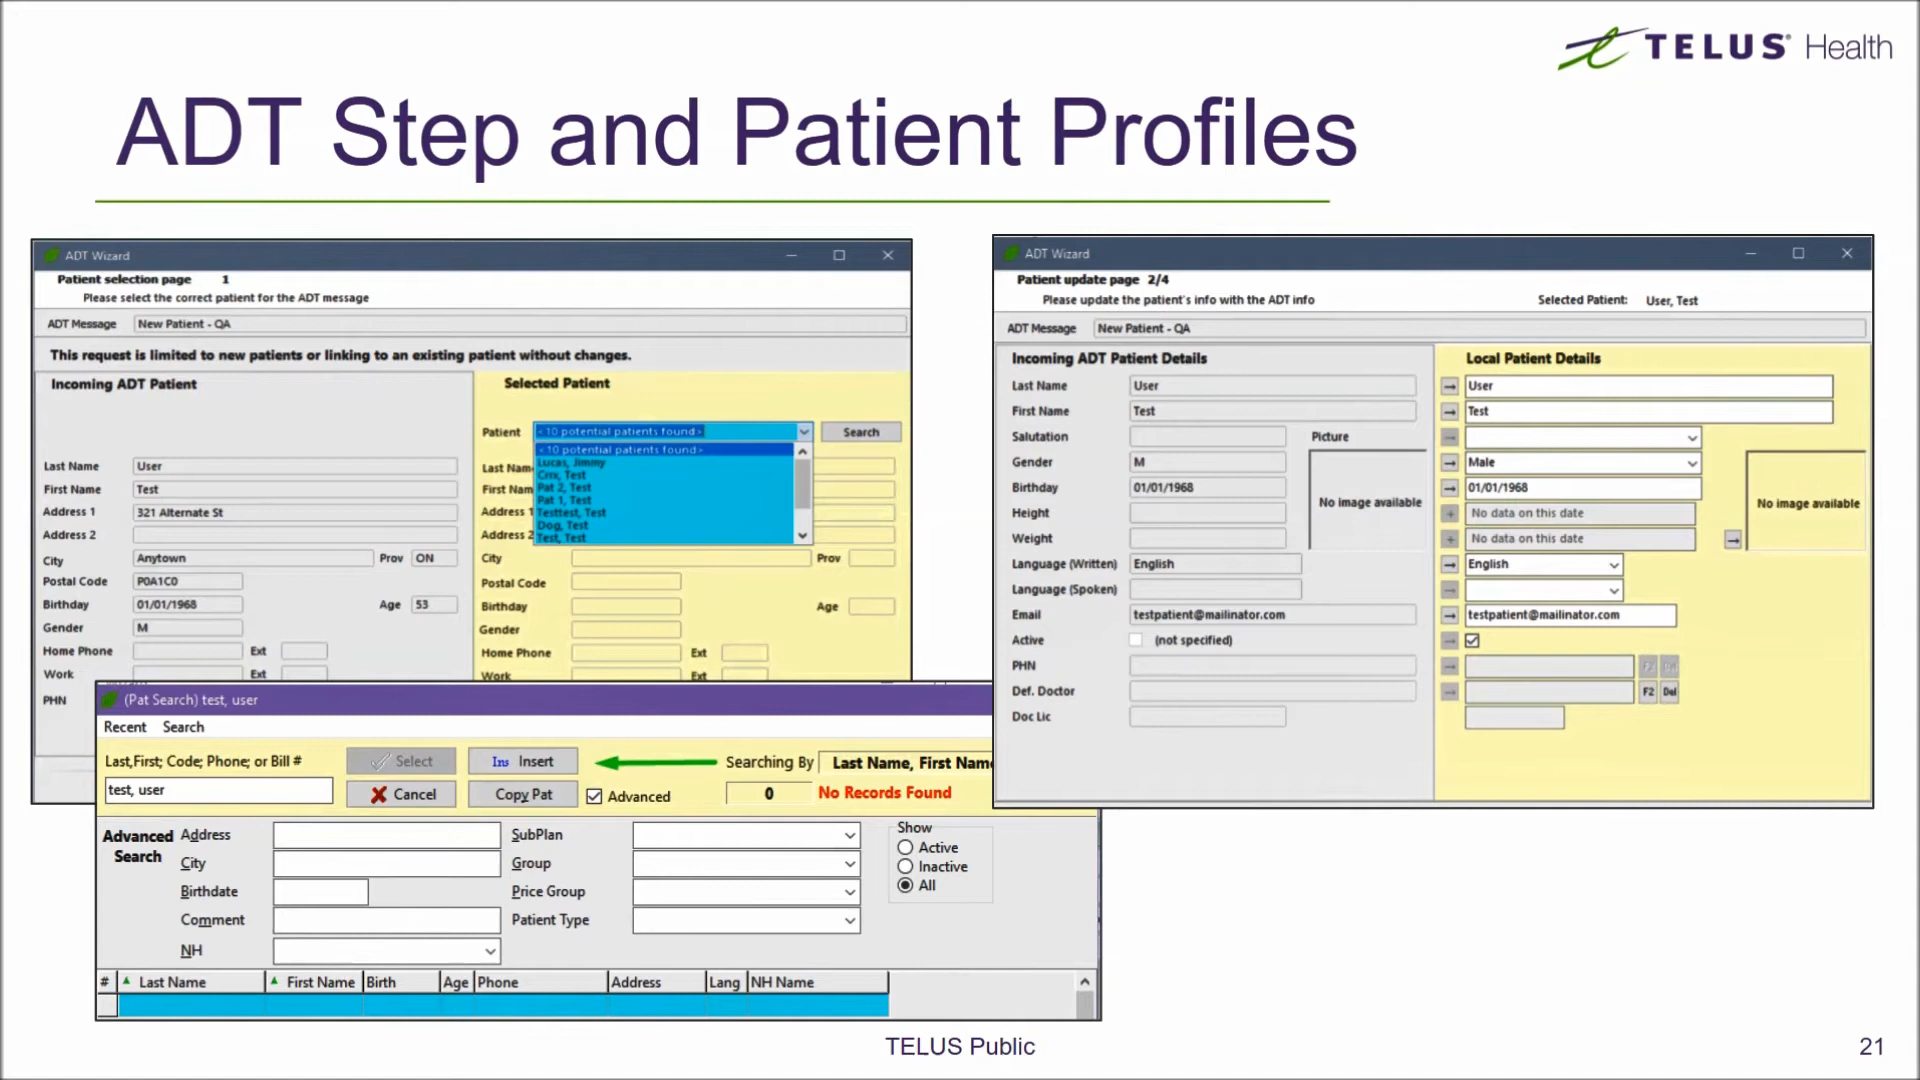 TELUS Health
ADT Step and Patient Profiles
ADT Wizard
Patient selection page 1
Please select the correct patient for the ADT message
ADT Message New Patient - QA
This request is limited to new patients or linking to an existing patient without changes.
Incoming ADT Patient
Last Name User
First Name Test
Address 1 321 Alternate St
Address 2
City Anytown Prov ON
Postal Code P0A1C0
Birthday 01/01/1968 Age 53
Gender M
Home Phone Ext
Work Ext
PHN
Selected Patient
Patient <10 potential patients found> Search
<10 potential patients found>
Lucas, Jimmy
Crnx, Test
Pat 2, Test
Pat 1, Test
Testtest, Test
Dog, Test
Test, Test
Last Nam
First Nam
Address 1
Address 2
City Prov
Postal Code
Birthday Age
Gender
Home Phone Ext
Work Ext
(Pat Search) test, user
Recent Search
Last,First; Code; Phone; or Bill # Select Ins Insert Searching By Last Name, First Name
test, user Cancel Copy Pat Advanced 0 No Records Found
Advanced Search
Address SubPlan
City Group
Birthdate Price Group
Comment Patient Type
NH
Show
Active
Inactive
All
# Last Name First Name Birth Age Phone Address Lang NH Name
ADT Wizard
Patient update page 2/4
Please update the patient's info with the ADT info Selected Patient: User, Test
ADT Message New Patient - QA
Incoming ADT Patient Details
Last Name User
First Name Test
Salutation Picture
Gender M
Birthday 01/01/1968 No image available
Height
Weight
Language (Written) English
Language (Spoken)
Email testpatient@mailinator.com
Active (not specified)
PHN
Def. Doctor
Doc Lic
Local Patient Details
User
Test
Male
01/01/1968 No image available
No data on this date
No data on this date
English
testpatient@mailinator.com
F2 Del
F2 Del
TELUS Public
21